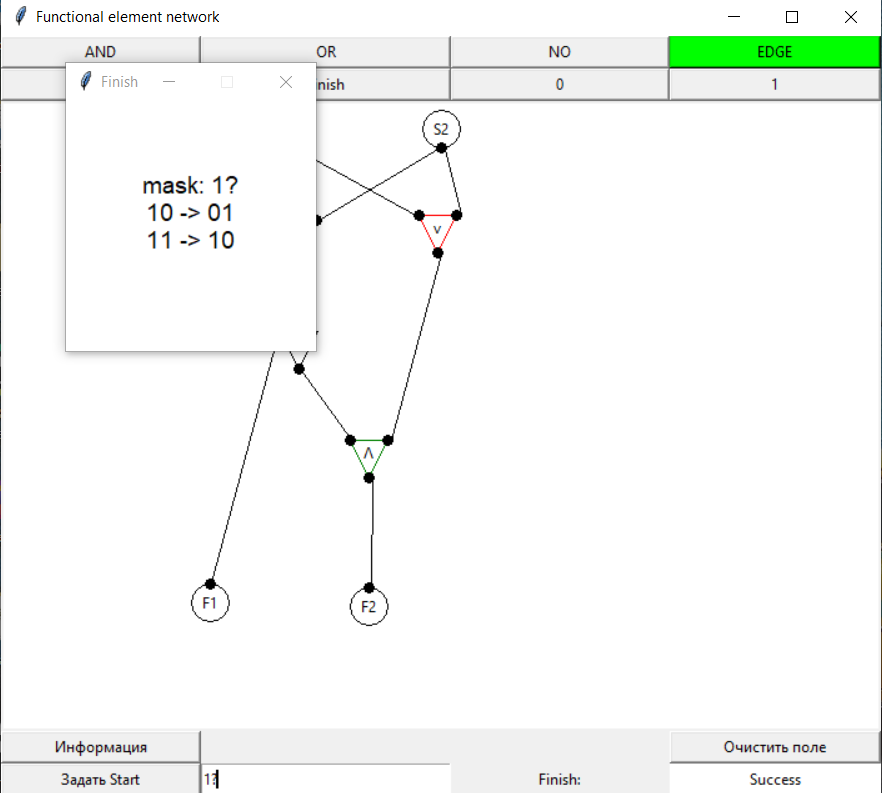 Functional element network
AND OR NO EDGE
Finish
nish 0 1
S2
mask: 1?
10 -> 01
11 -> 10
v
Λ
F1 F2
Информация Очистить поле
Задать Start 1? Finish: Success